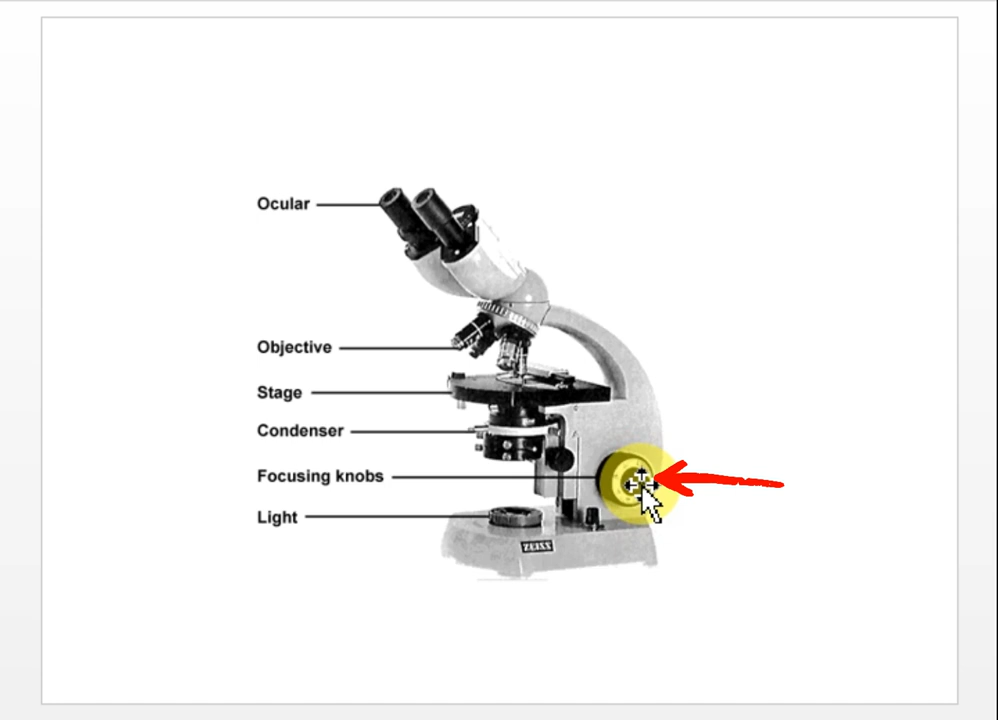 Ocular
Objective
Stage
Condenser
Focusing knobs
Light
ZEISS